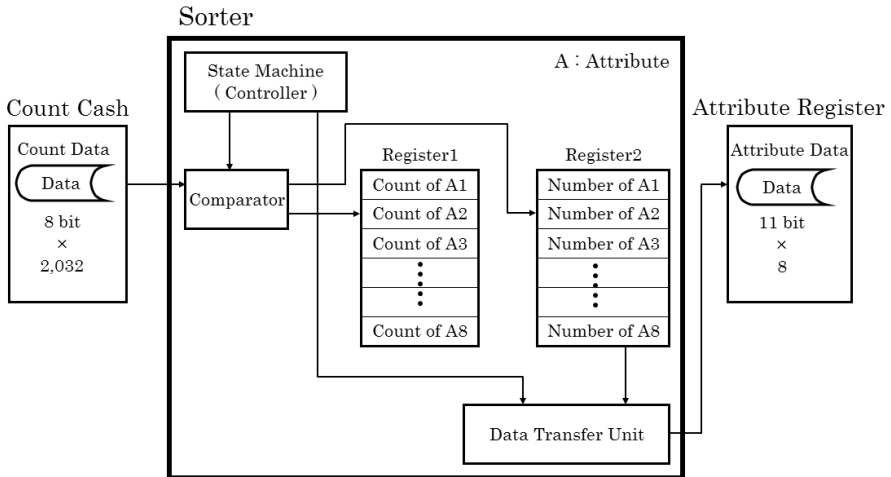 Sorter
State Machine
( Controller )
A : Attribute
Count Cash
Attribute Register
Count Data
Data
8 bit
×
2,032
Comparator
Register1
Count of A1
Count of A2
Count of A3
Count of A8
Register2
Number of A1
Number of A2
Number of A3
Number of A8
Attribute Data
Data
11 bit
×
8
Data Transfer Unit